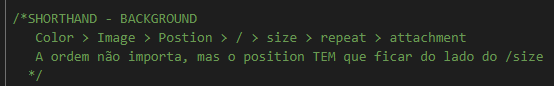 /*SHORTHAND - BACKGROUND
Color > Image > Postion > / > size > repeat > attachment
A ordem não importa, mas o position TEM que ficar do lado do /size
*/